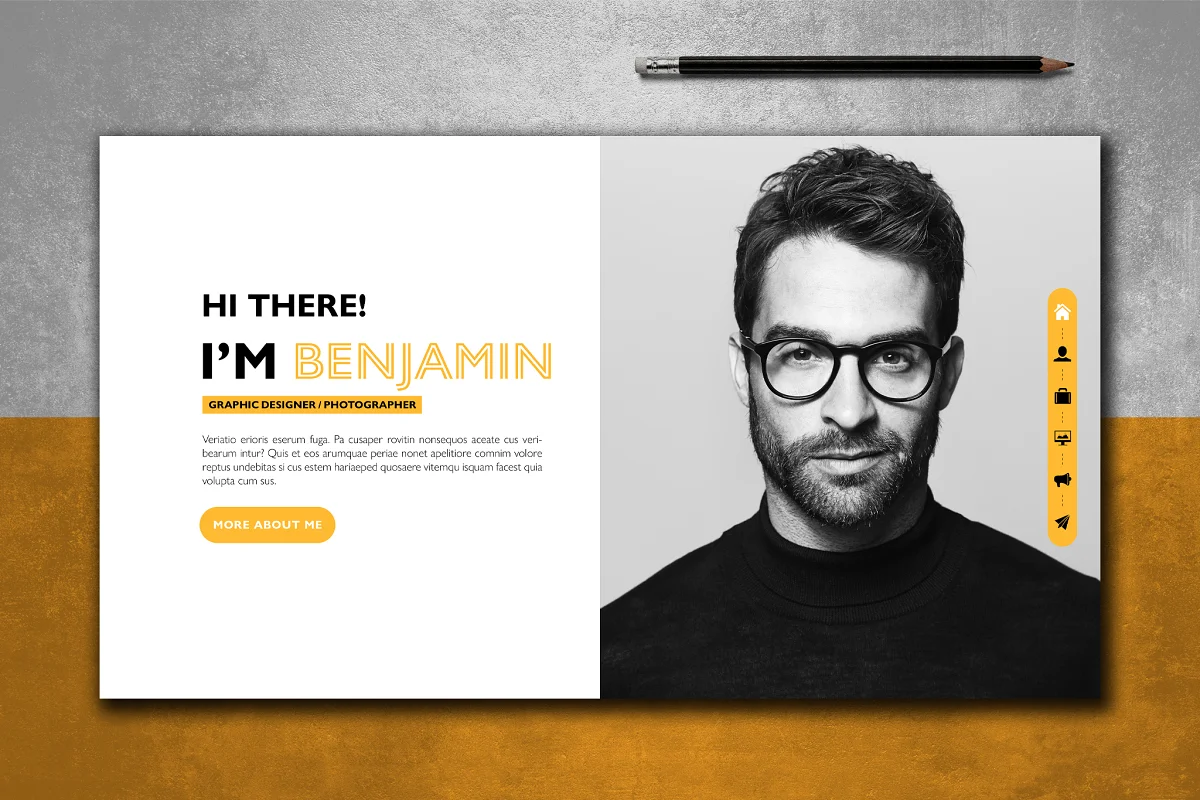 HI THERE!
I'M BENJAMIN
GRAPHIC DESIGNER / PHOTOGRAPHER
Veriatio erioris eserum fuga. Pa cusaper rovitin nonsequos aceate cus veri-
bearum intur? Quis et eos arumquae periae nonet apelitiore comnim volore
reptus undebitas si cus estem hariaeped quosaere vitemqu isquam facest quia
volupta cum sus.
MORE ABOUT ME